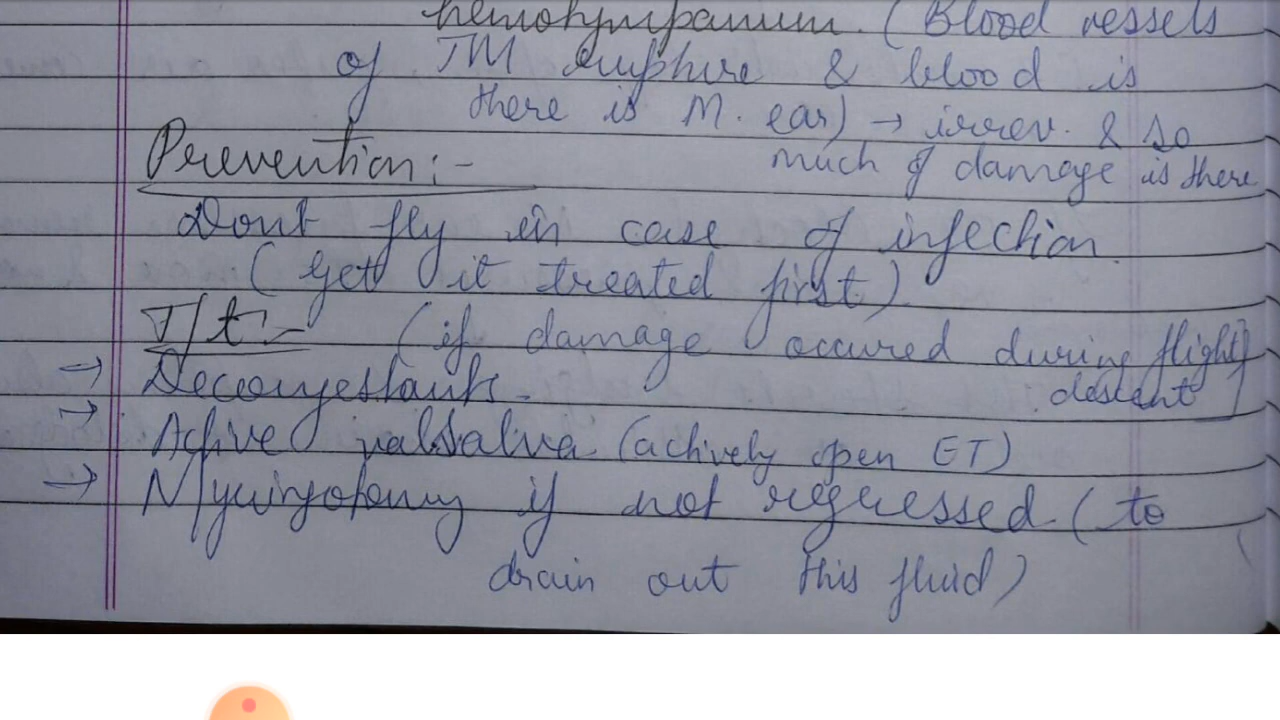 hemotympanum. (Blood vessels
of TM rupture & blood is
there is M. ear) → irrev. & so
much of damage is there
Prevention:-
Dont fly in case of infection.
(Get it treated first)
T/t:- (if damage occured during flight
descent)
→ Decongestants.
→ Active valsalva (actively open ET)
→ Myringotomy if not regressed (to
drain out this fluid)